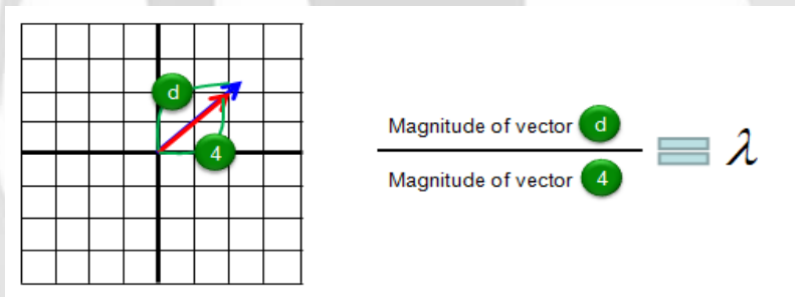 d
4
Magnitude of vector d
Magnitude of vector 4
= λ